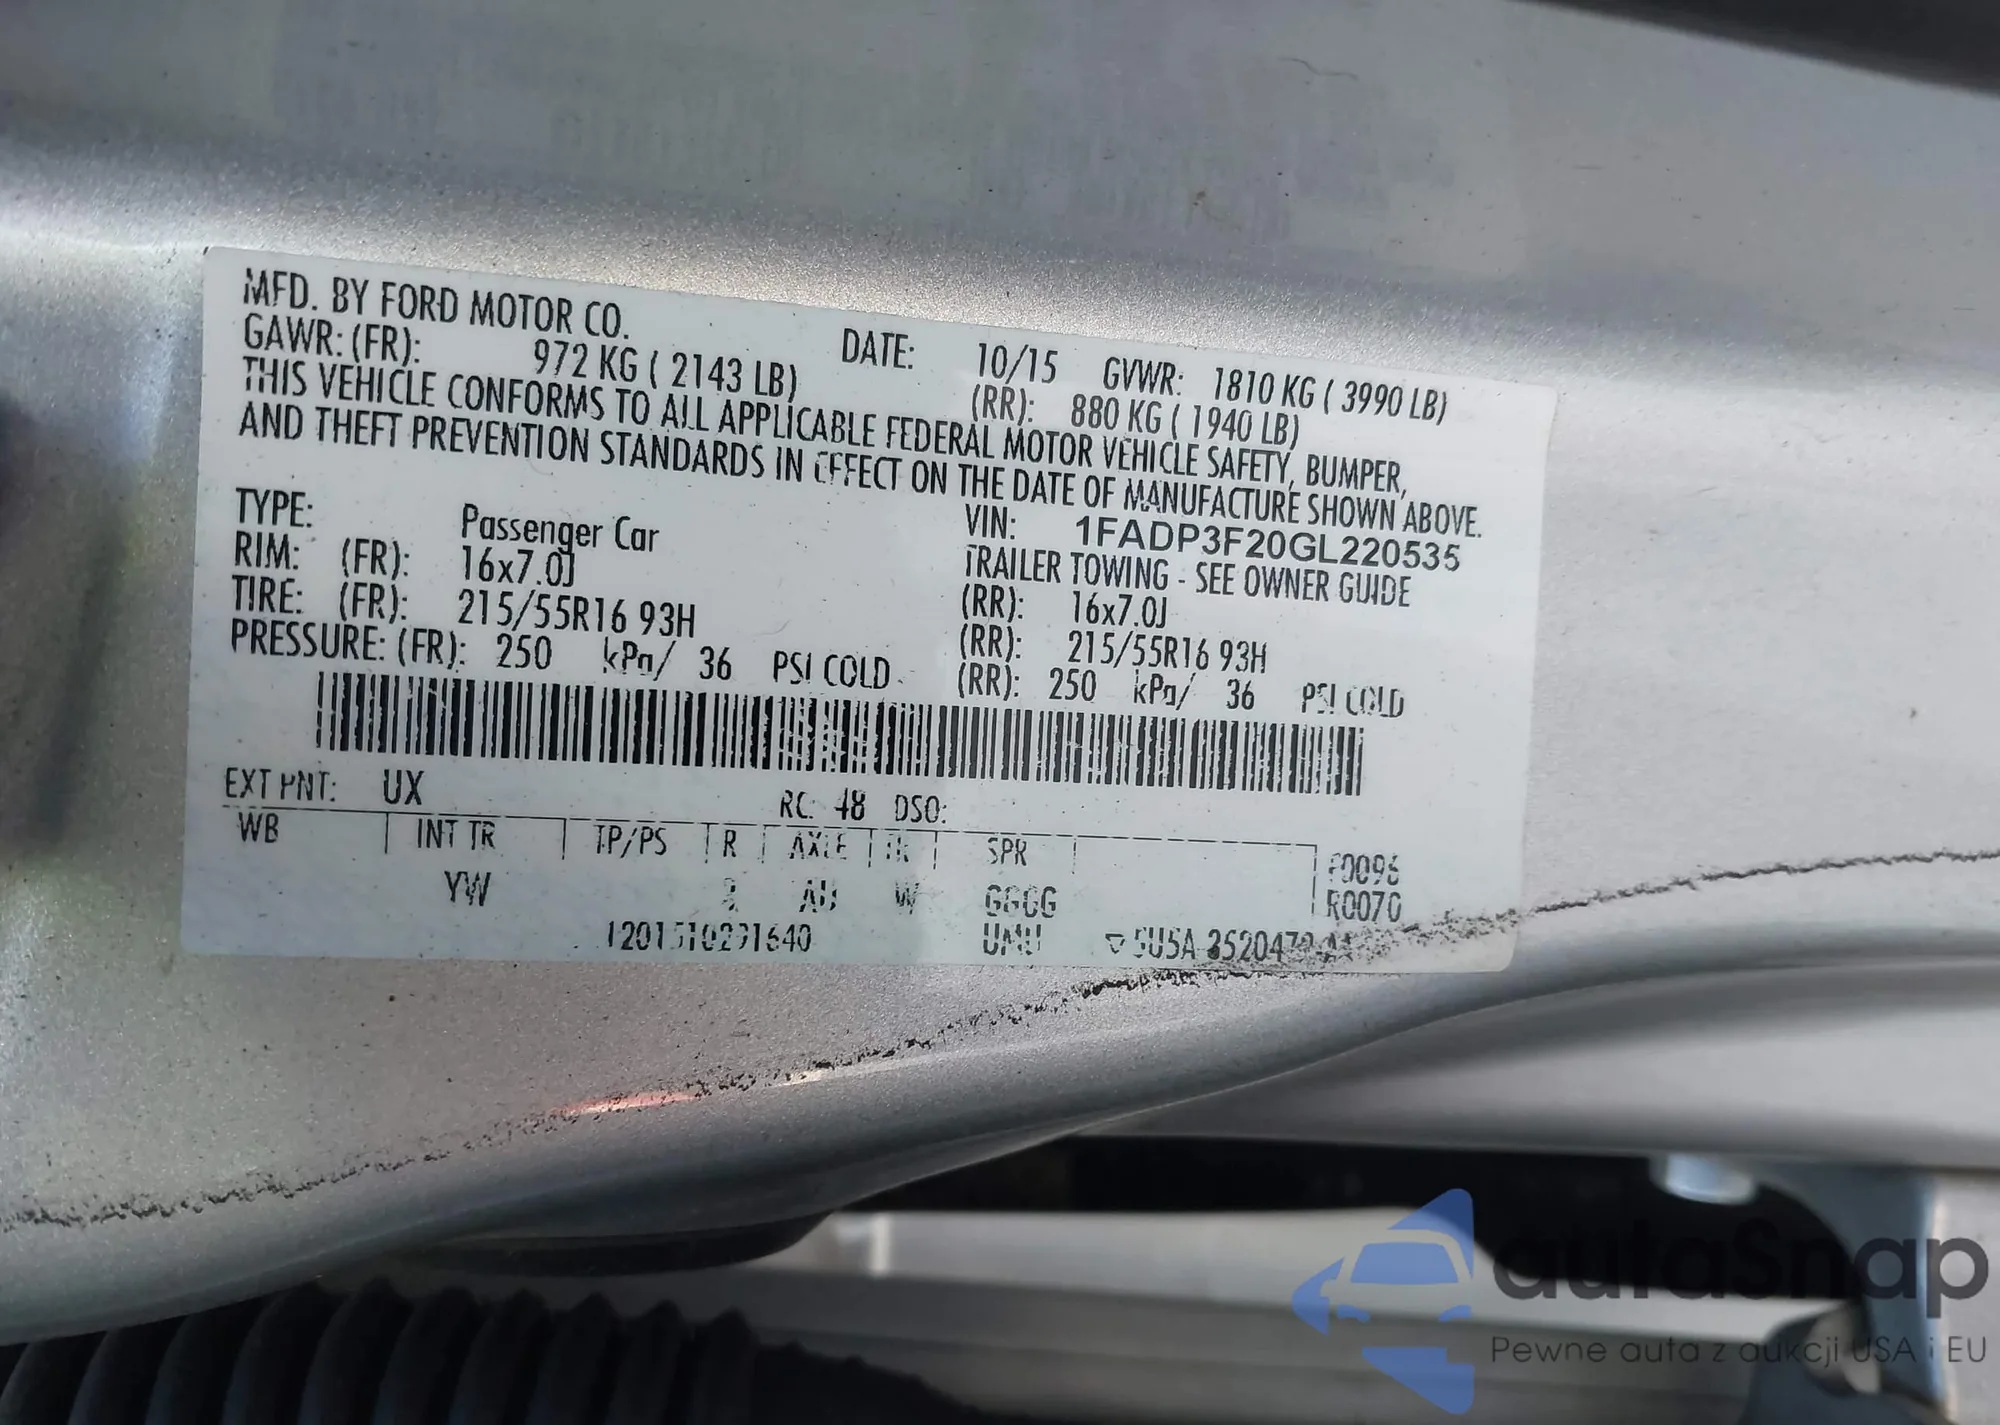 MFD. BY FORD MOTOR CO.
DATE: 10/15 GVWR: 1810 KG ( 3990 LB)
GAWR: (FR): 972 KG ( 2143 LB) (RR): 880 KG ( 1940 LB)
THIS VEHICLE CONFORMS TO ALL APPLICABLE FEDERAL MOTOR VEHICLE SAFETY, BUMPER,
AND THEFT PREVENTION STANDARDS IN EFFECT ON THE DATE OF MANUFACTURE SHOWN ABOVE.
VIN: 1FADP3F20GL220535
TYPE: Passenger Car TRAILER TOWING - SEE OWNER GUIDE
RIM: (FR): 16x7.0J (RR): 16x7.0J
TIRE: (FR): 215/55R16 93H (RR): 215/55R16 93H
PRESSURE: (FR): 250 kPa/ 36 PSI COLD (RR): 250 kPa/ 36 PSI COLD
EXT PNT: UX RC: 48 DSO:
WB INT TR TP/PS R AXLE SPR F0096
YW W GGGG R0070
5U5A
autaSnap
Pewne auta z aukcji USA i EU